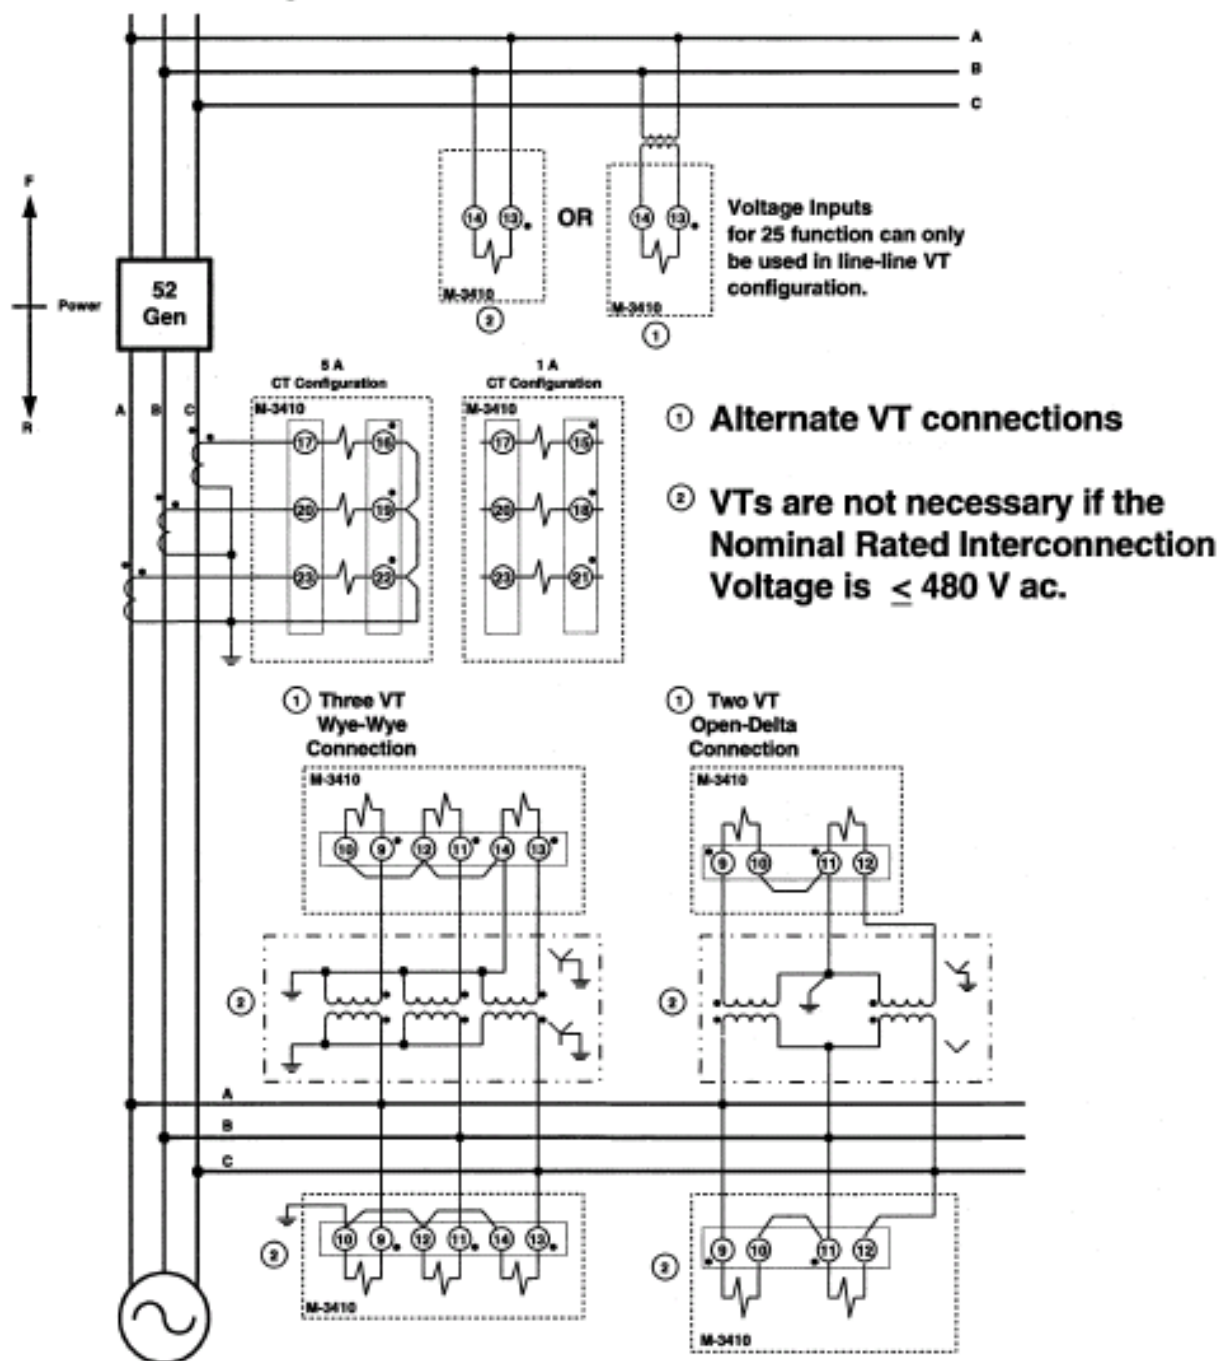 A
B
C
F
Power
R
52
Gen
14
13
OR
14
13
M-3410
2
M-3410
1
Voltage Inputs
for 25 function can only
be used in line-line VT
configuration.
A
B
C
5 A
CT Configuration
M-3410
17
16
20
19
23
22
1 A
CT Configuration
M-3410
17
15
20
18
23
21
1 Alternate VT connections
2 VTs are not necessary if the
Nominal Rated Interconnection
Voltage is ≤ 480 V ac.
1 Three VT
Wye-Wye
Connection
M-3410
10 9 12 11 14 13
2
1 Two VT
Open-Delta
Connection
M-3410
9 10 11 12
2
A
B
C
10 9 12 11 14 13
2
M-3410
9 10 11 12
2
M-3410